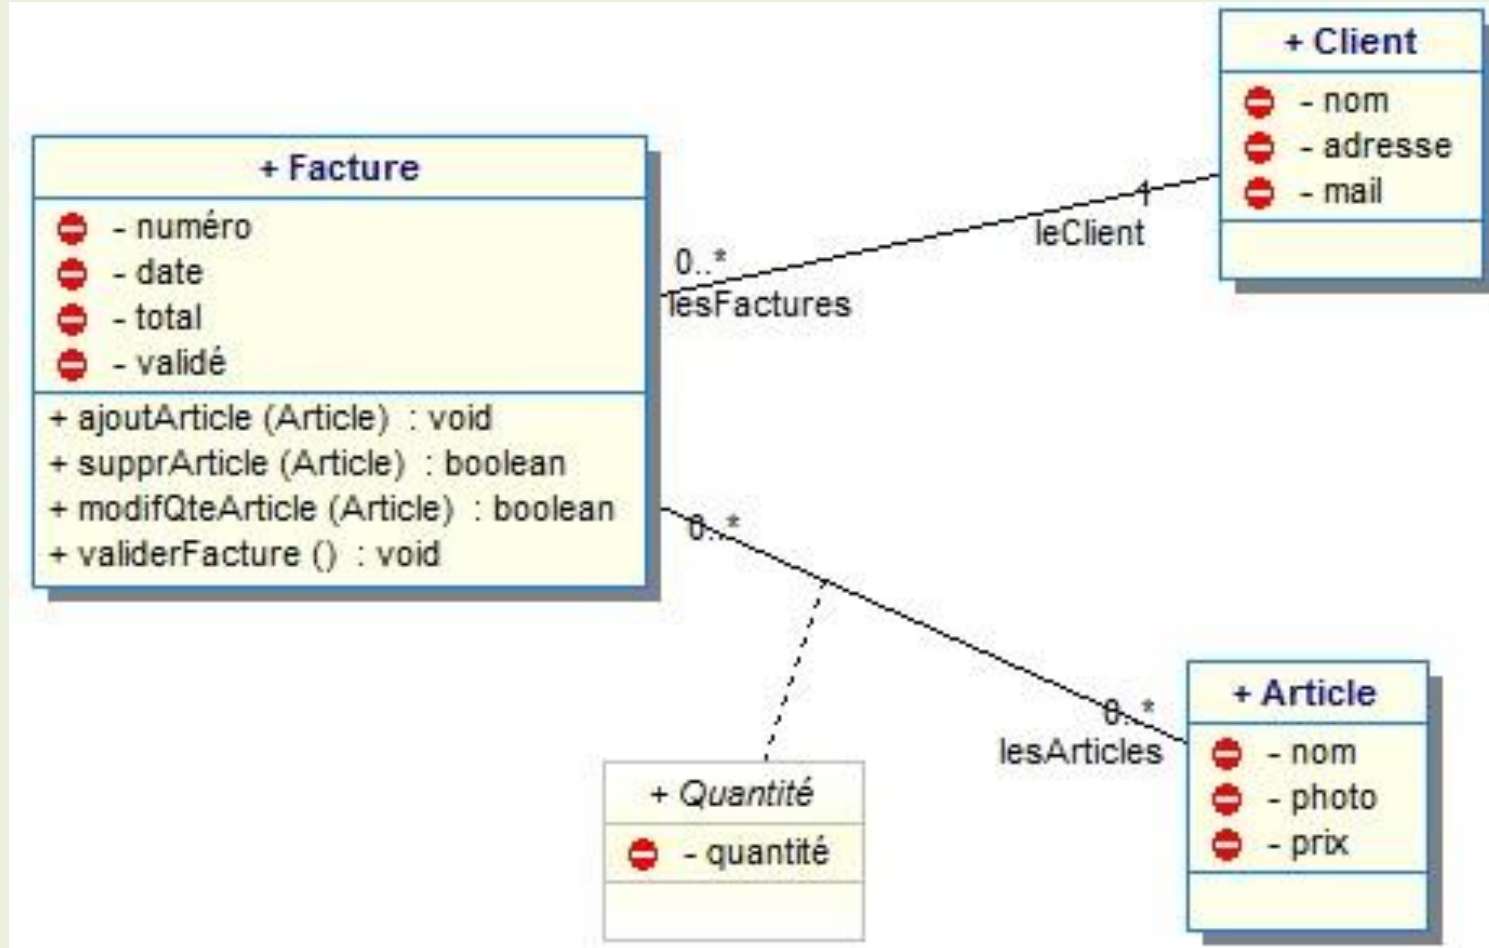 + Facture
- numéro
- date
- total
- validé
+ ajoutArticle (Article) : void
+ supprArticle (Article) : boolean
+ modifQteArticle (Article) : boolean
+ validerFacture () : void
0..*
lesFactures
1
leClient
+ Client
- nom
- adresse
- mail
0..*
0..*
lesArticles
+ Quantité
- quantité
+ Article
- nom
- photo
- prix